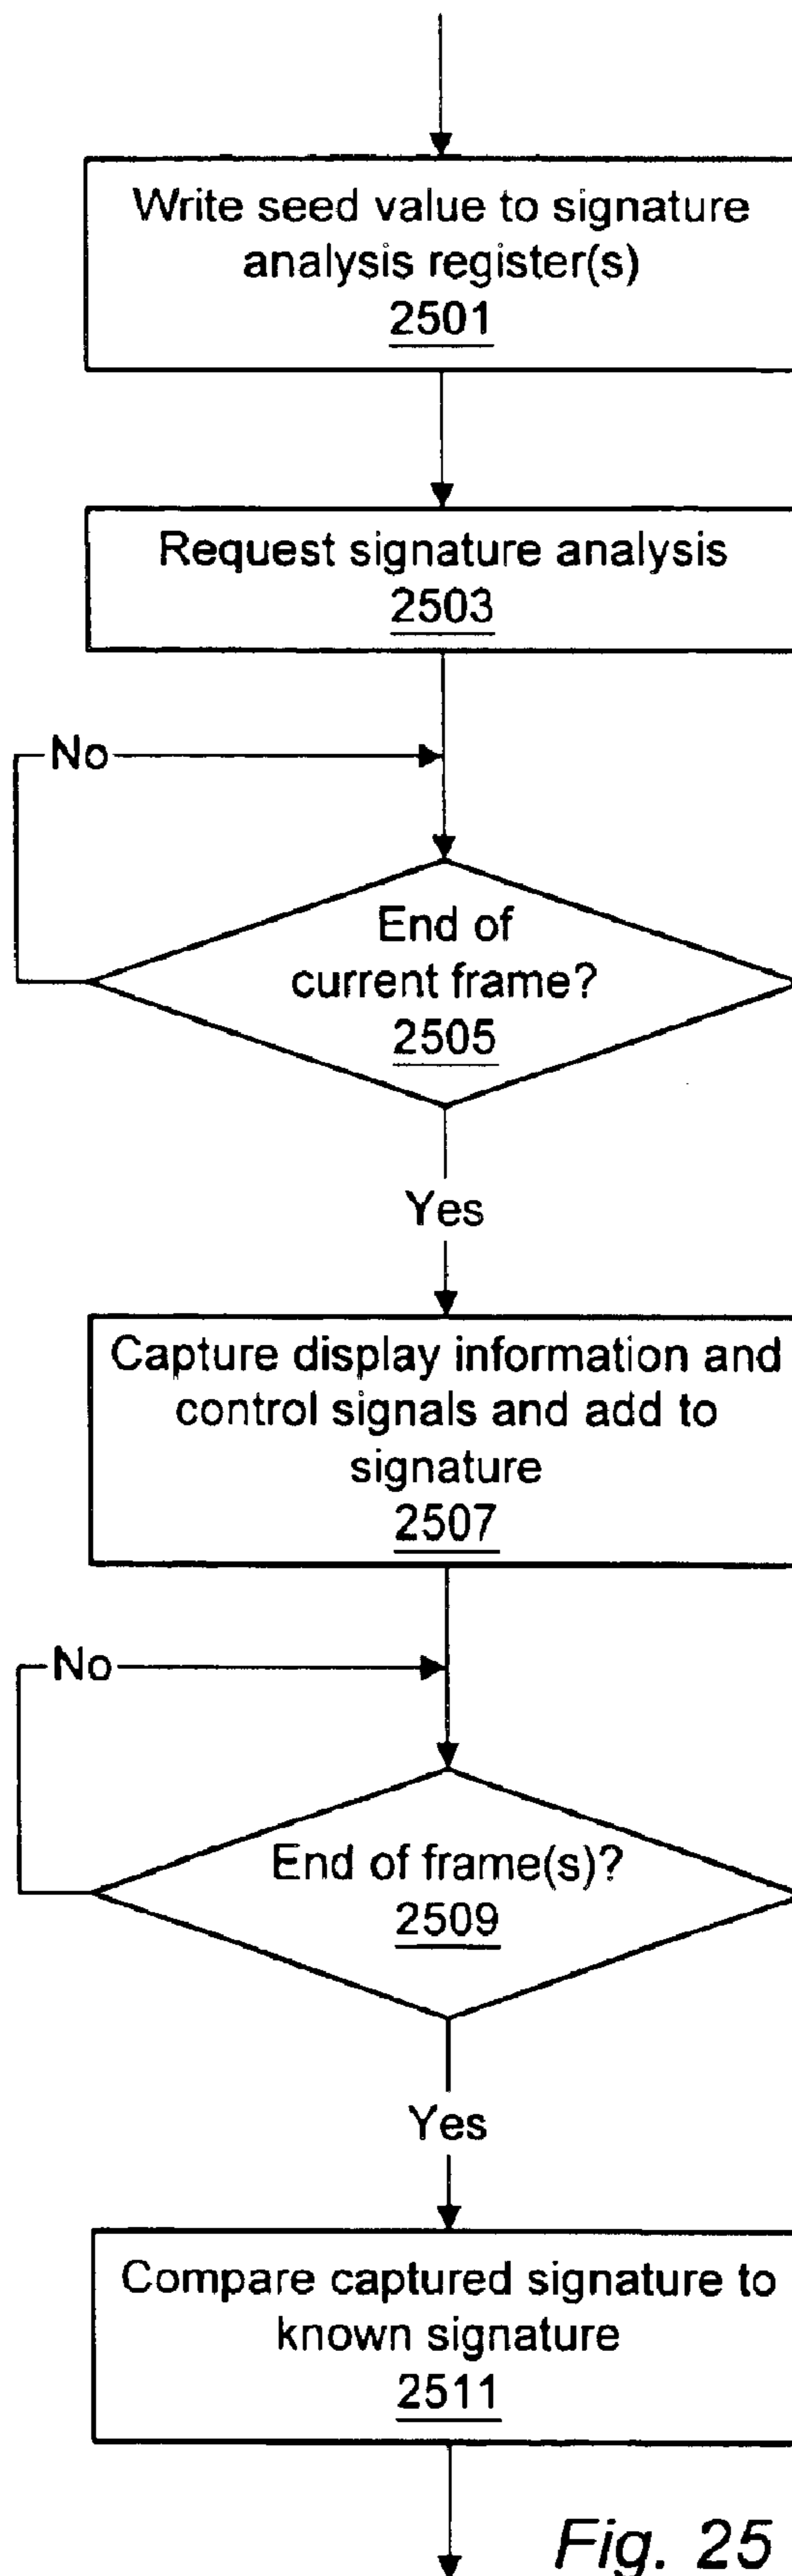 Write seed value to signature
analysis register(s)
2501
Request signature analysis
2503
No
End of
current frame?
2505
Yes
Capture display information and
control signals and add to
signature
2507
No
End of frame(s)?
2509
Yes
Compare captured signature to
known signature
2511
Fig. 25